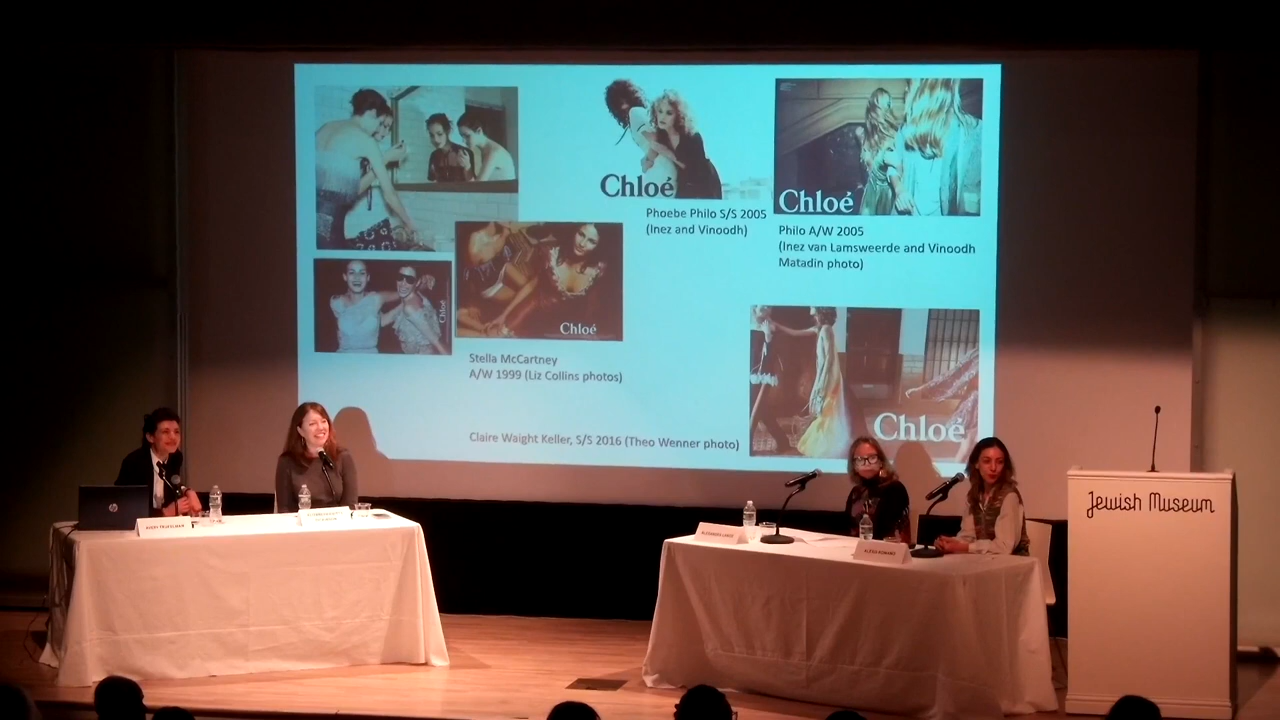 Chloé
Phoebe Philo S/S 2005
(Inez and Vinoodh)
Chloé
Philo A/W 2005
(Inez van Lamsweerde and Vinoodh
Matadin photo)
Chloé
Chloé
Stella McCartney
A/W 1999 (Liz Collins photos)
Chloé
Claire Waight Keller, S/S 2016 (Theo Wenner photo)
Jewish Museum
hp